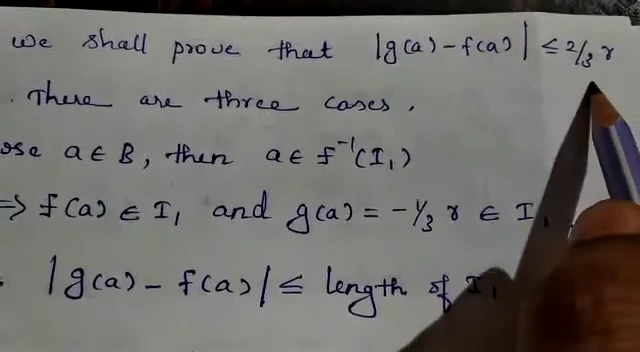 we shall prove that |g(a) - f(a)| ≤ 2/3 r
. There are three cases.
ose a ∈ B, then a ∈ f⁻¹(I₁)
=> f(a) ∈ I₁ and g(a) = -1/3 r ∈ I
|g(a) - f(a)| ≤ length of I₁